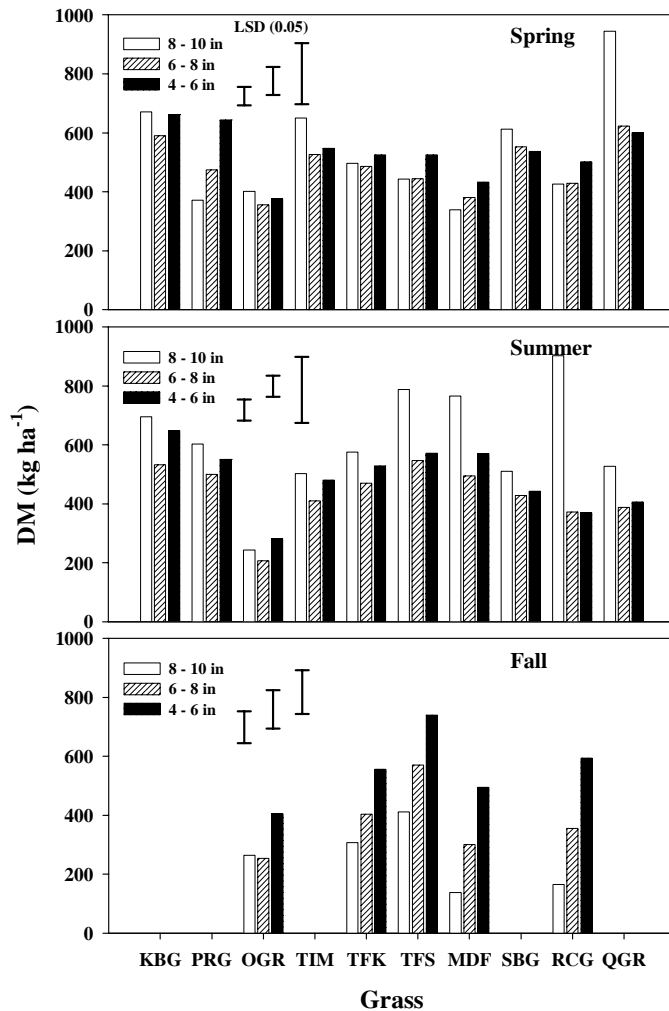 LSD (0.05)
Spring
8 - 10 in
6 - 8 in
4 - 6 in
1000
800
600
400
200
0
Summer
8 - 10 in
6 - 8 in
4 - 6 in
1000
800
600
400
200
0
DM (kg ha-1)
Fall
8 - 10 in
6 - 8 in
4 - 6 in
1000
800
600
400
200
0
KBG PRG OGR TIM TFK TFS MDF SBG RCG QGR
Grass